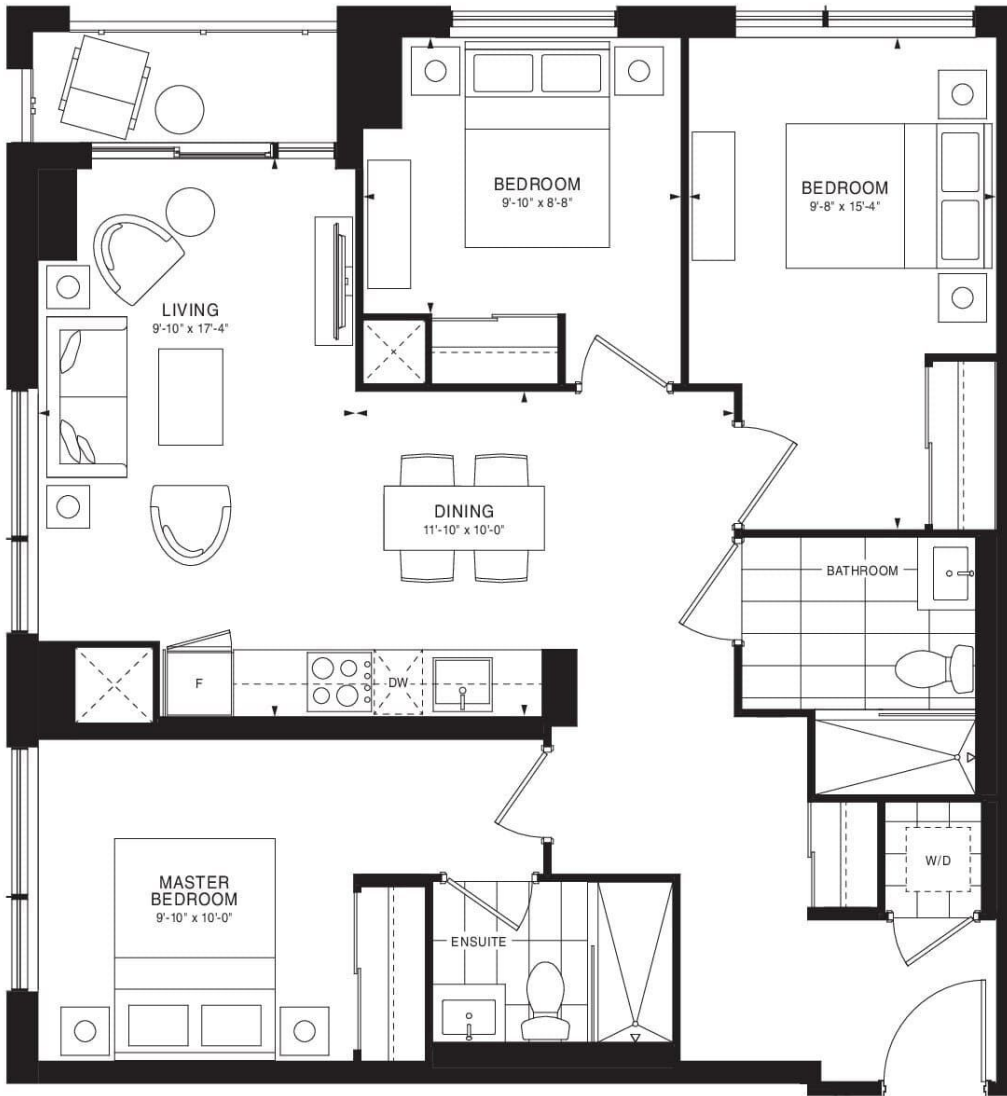 BEDROOM
9'-10" x 8'-8"
BEDROOM
9'-8" x 15'-4"
LIVING
9'-10" x 17'-4"
DINING
11'-10" x 10'-0"
BATHROOM
F
DW
MASTER
BEDROOM
9'-10" x 10'-0"
ENSUITE
W/D